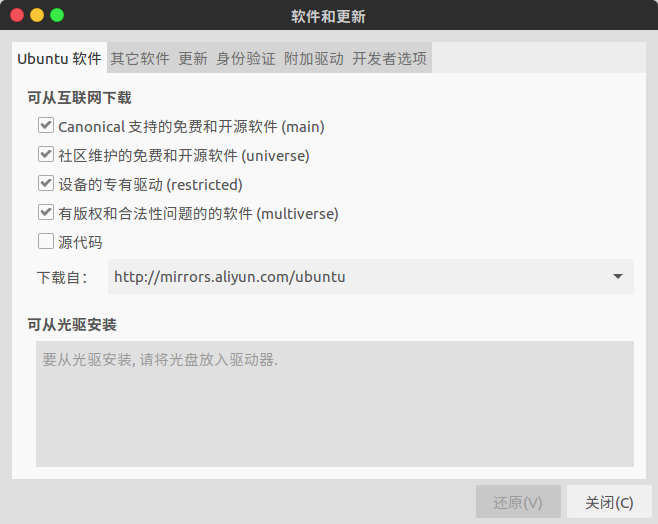 软件和更新
Ubuntu 软件 其它软件 更新 身份验证 附加驱动 开发者选项
可从互联网下载
Canonical 支持的免费和开源软件 (main)
社区维护的免费和开源软件 (universe)
设备的专有驱动 (restricted)
有版权和合法性问题的的软件 (multiverse)
源代码
下载自： http://mirrors.aliyun.com/ubuntu
可从光驱安装
要从光驱安装, 请将光盘放入驱动器.
还原(V) 关闭(C)